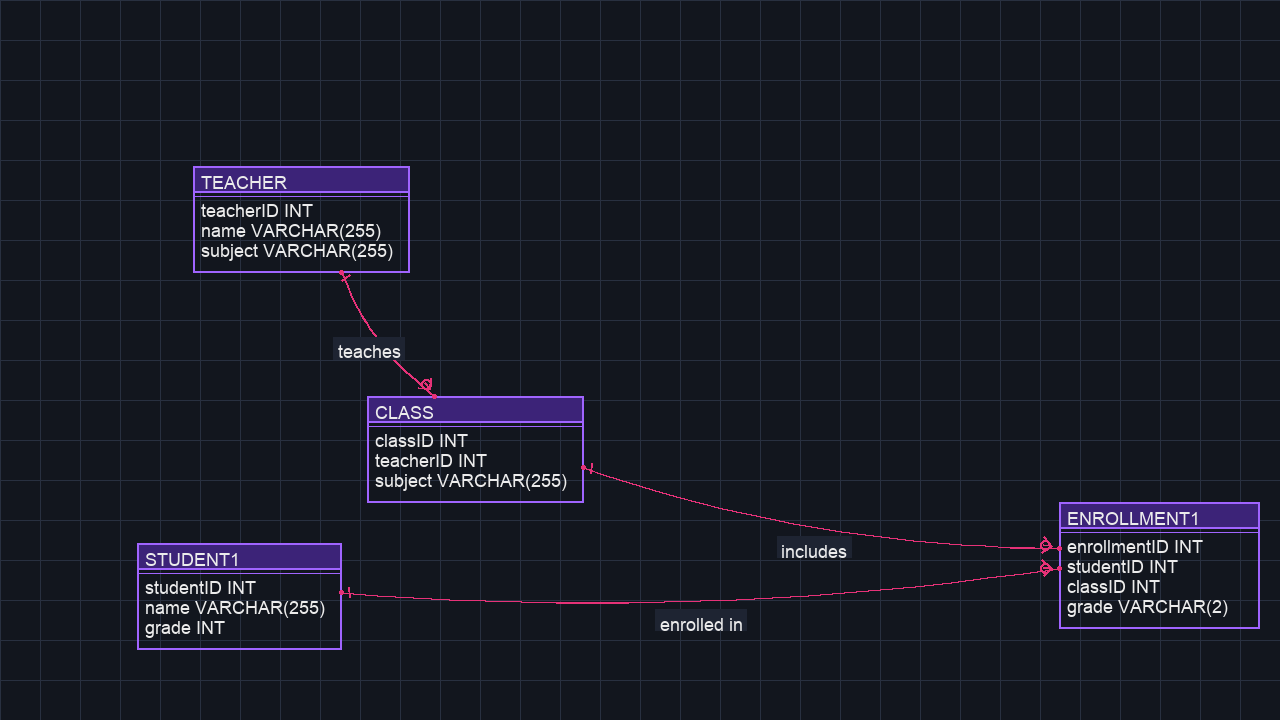 TEACHER
teacherID INT
name VARCHAR(255)
subject VARCHAR(255)
teaches
CLASS
classID INT
teacherID INT
subject VARCHAR(255)
includes
ENROLLMENT1
enrollmentID INT
studentID INT
classID INT
grade VARCHAR(2)
STUDENT1
studentID INT
name VARCHAR(255)
grade INT
enrolled in